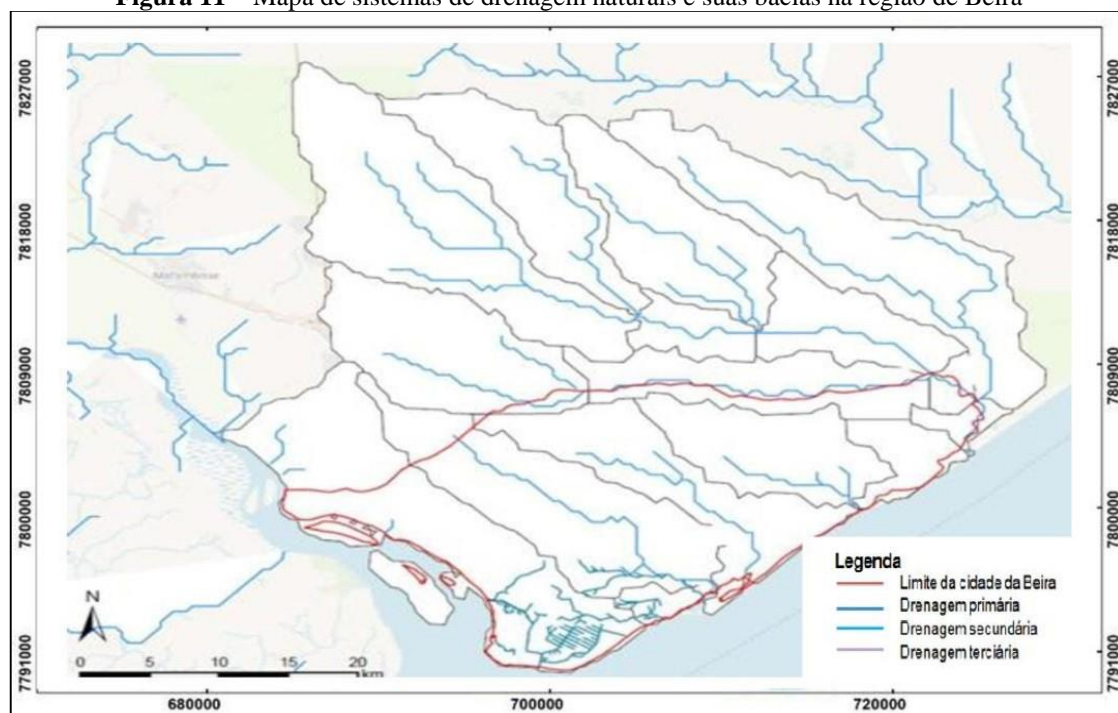 Figura 11 – Mapa de sistemas de drenagem naturais e suas bacias na região de Beira
7827000
7827000
7818000
7818000
7809000
7809000
7800000
7800000
7791000
7791000
Legenda
Limite da cidade da Beira
Drenagem primária
Drenagem secundária
Drenagem terciária
N
0 5 10 15 20
km
680000 700000 720000